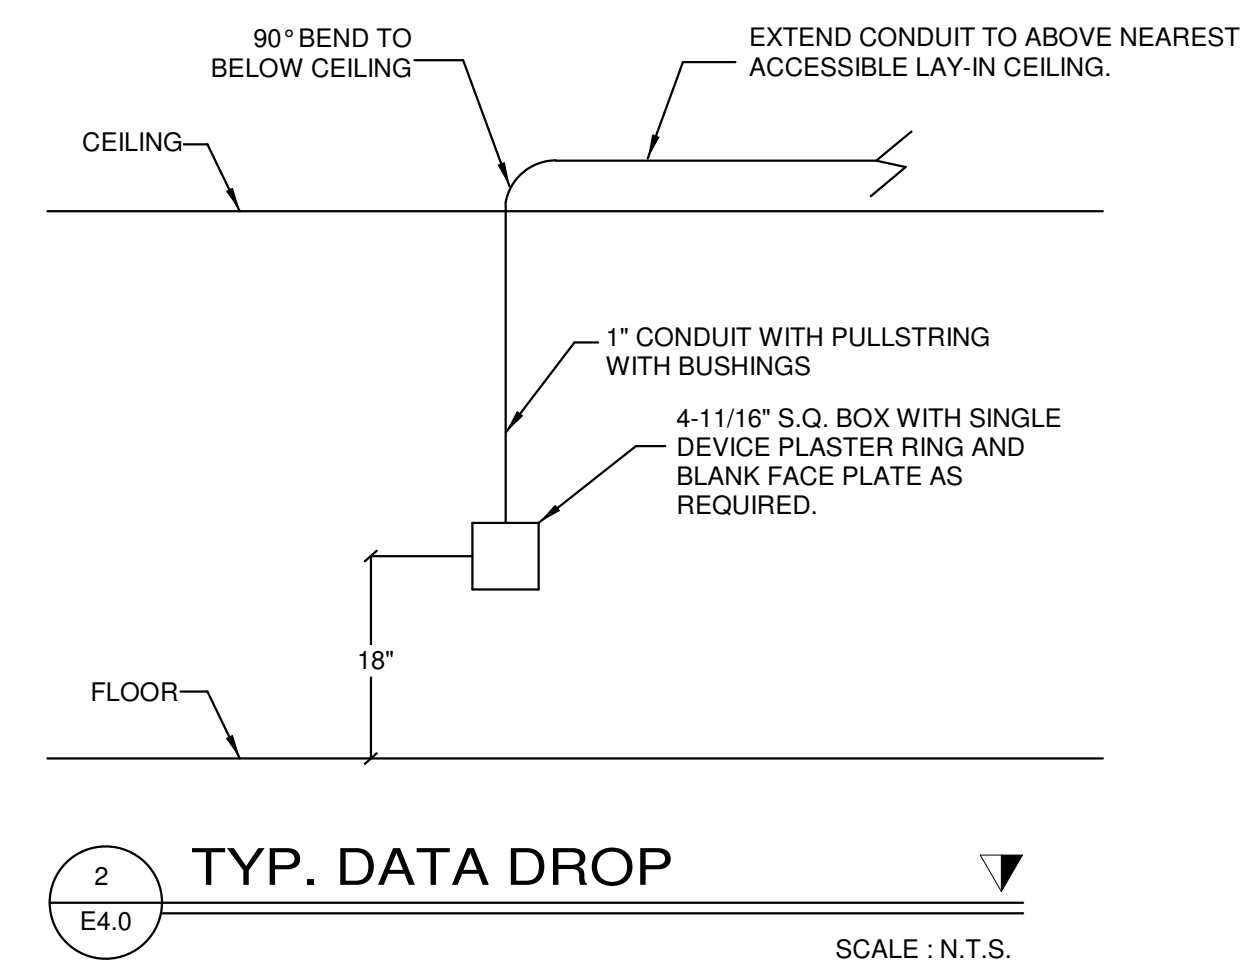 90° BEND TO
BELOW CEILING
EXTEND CONDUIT TO ABOVE NEAREST
ACCESSIBLE LAY-IN CEILING.
CEILING
1" CONDUIT WITH PULLSTRING
WITH BUSHINGS
4-11/16" S.Q. BOX WITH SINGLE
DEVICE PLASTER RING AND
BLANK FACE PLATE AS
REQUIRED.
18"
FLOOR
2
E4.0
TYP. DATA DROP
SCALE : N.T.S.